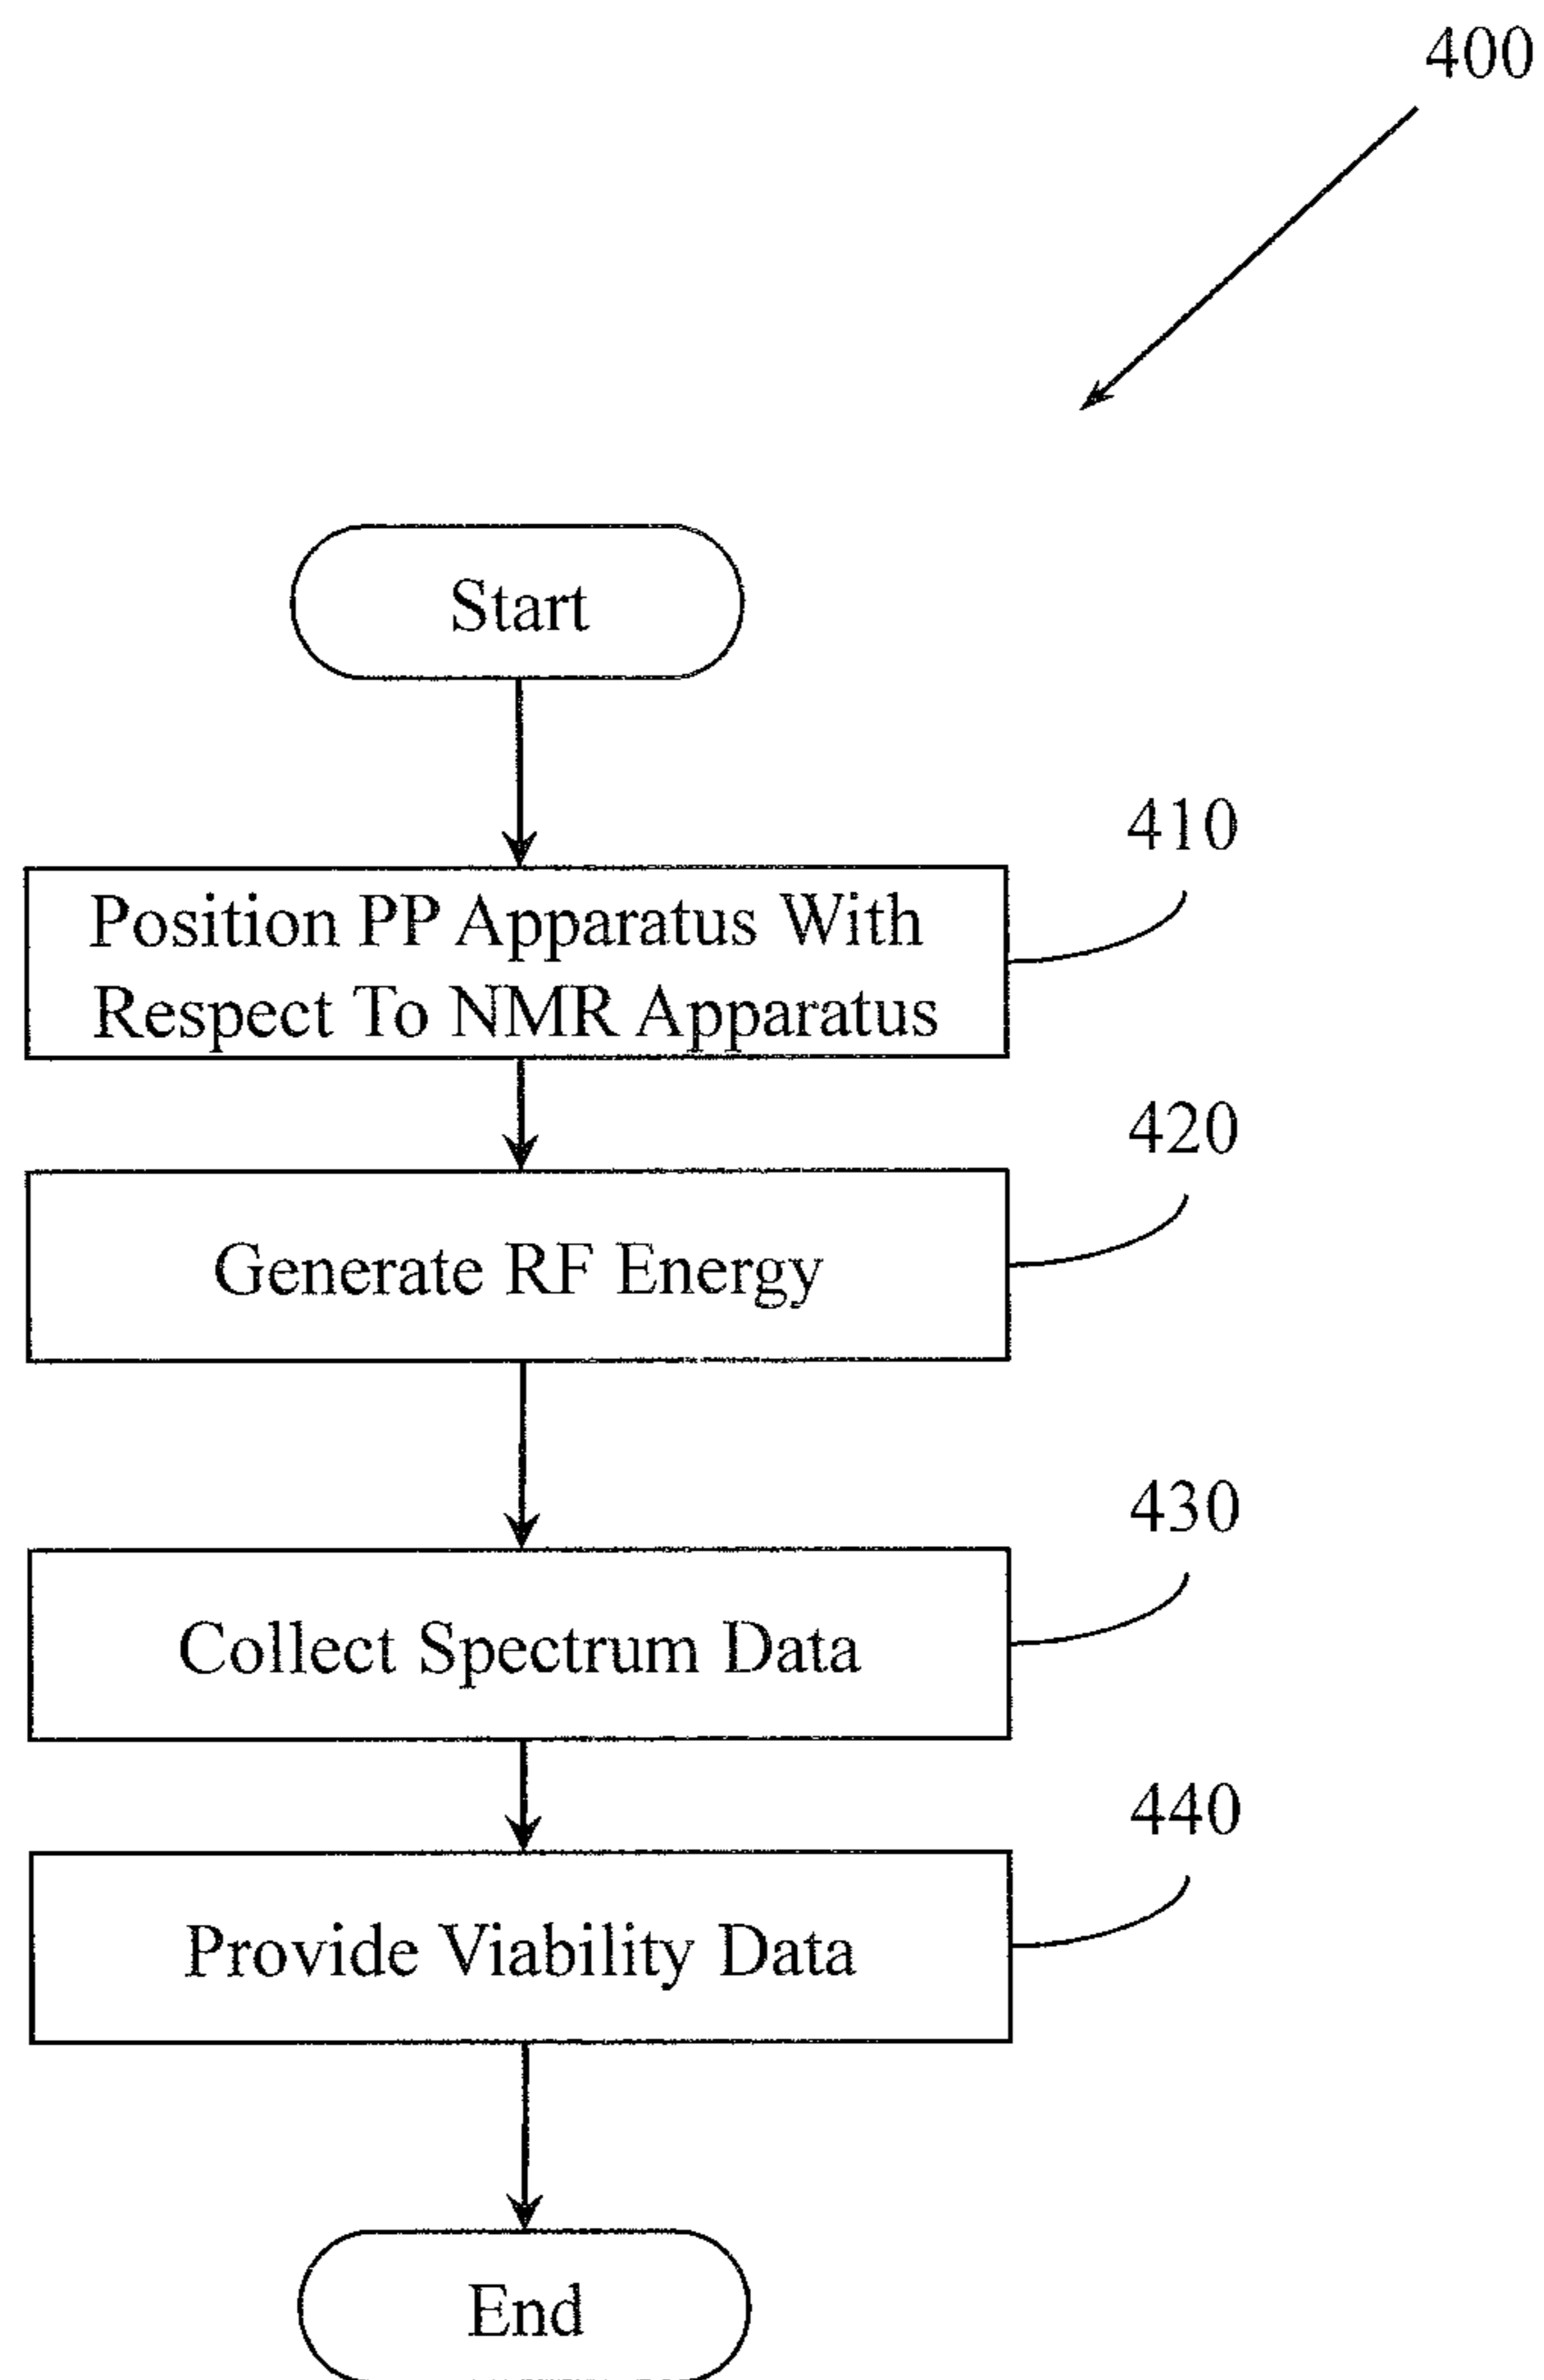 400
Start
410
Position PP Apparatus With
Respect To NMR Apparatus
420
Generate RF Energy
430
Collect Spectrum Data
440
Provide Viability Data
End